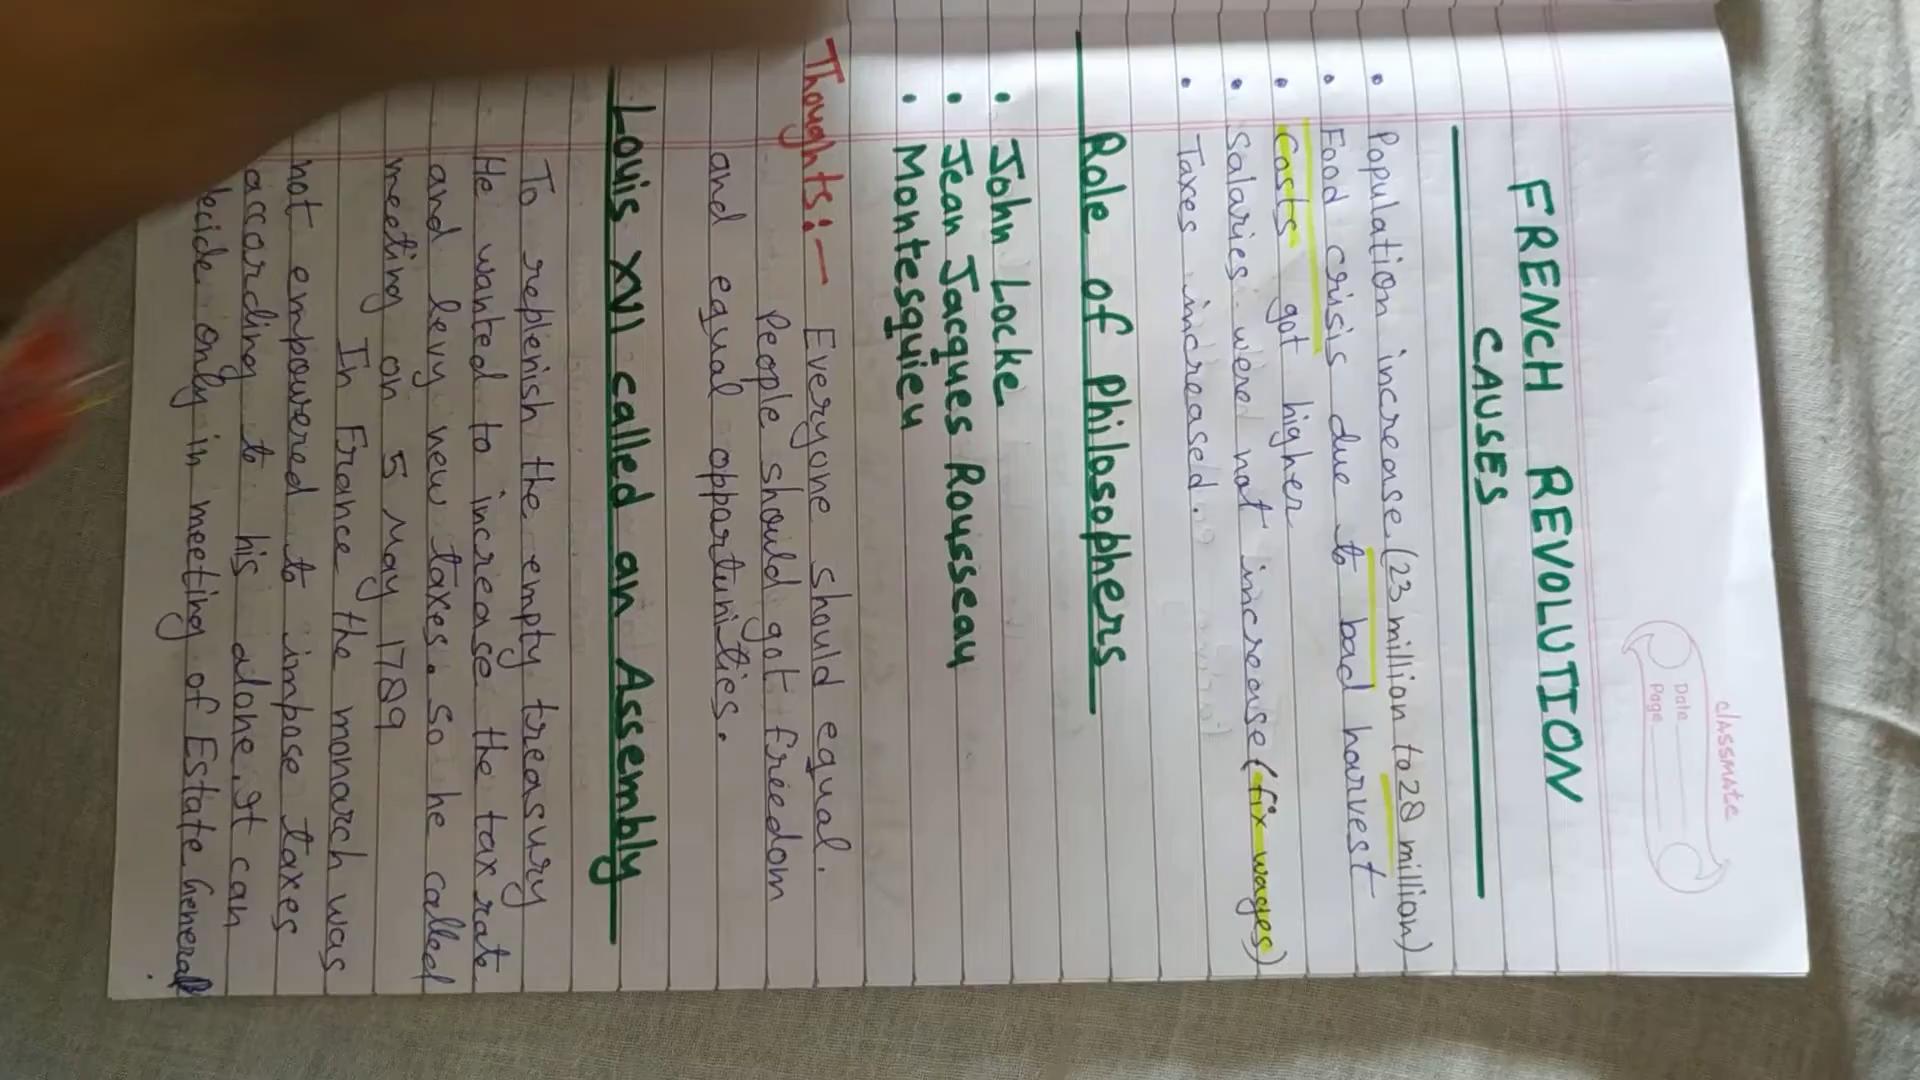 classmate
Date
Page
FRENCH REVOLUTION
CAUSES
• Population increase (23 million to 28 million)
• Food crisis due to bad harvest
• Costs got higher
• Salaries were not increase (fix wages)
• Taxes increased.
Role of Philosophers
• John Locke
• Jean Jacques Rousseau
• Montesquieu
Thoughts:— Everyone should equal.
People should got freedom
and equal opportunities.
Louis XVI called an Assembly
To replenish the empty treasury
He wanted to increase the tax rate
and levy new taxes. So he called
meeting on 5 May 1789
In France the monarch was
not empowered to impose taxes
according to his alone. It can
decide only in meeting of Estate General.